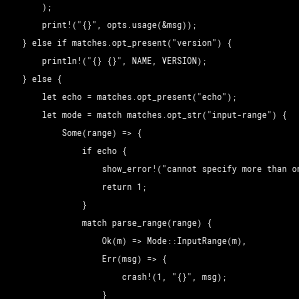 );
print!("{}", opts.usage(&msg));
} else if matches.opt_present("version") {
println!("{} {}", NAME, VERSION);
} else {
let echo = matches.opt_present("echo");
let mode = match matches.opt_str("input-range") {
Some(range) => {
if echo {
show_error!("cannot specify more than
return 1;
}
match parse_range(range) {
Ok(m) => Mode::InputRange(m),
Err(msg) => {
crash!(1, "{}", msg);
}